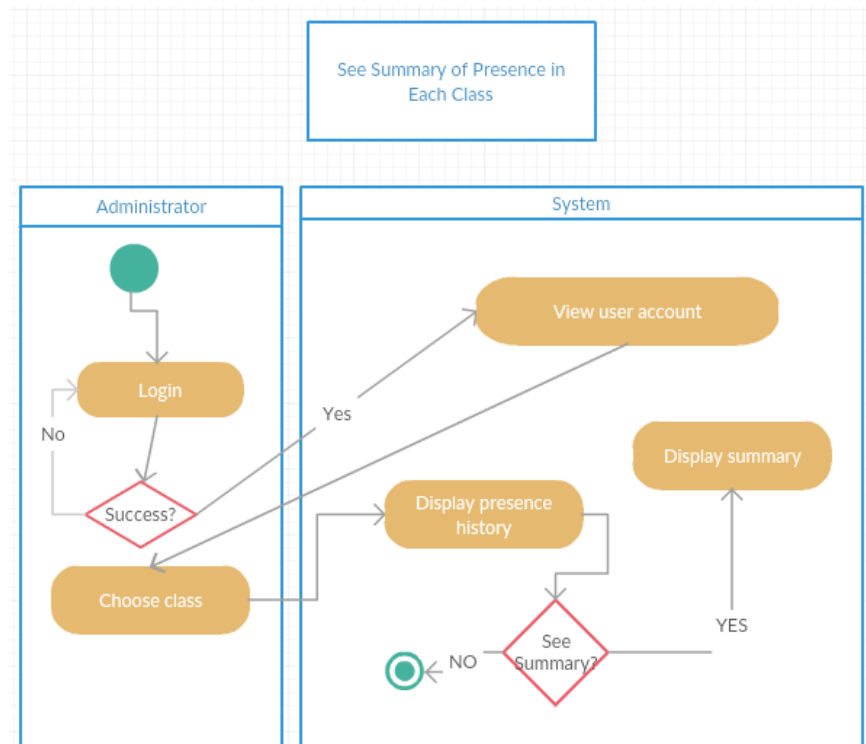 See Summary of Presence in
Each Class
Administrator
System
View user account
Login
Yes
No
Display summary
Display presence
history
Success?
Choose class
YES
See
Summary?
NO